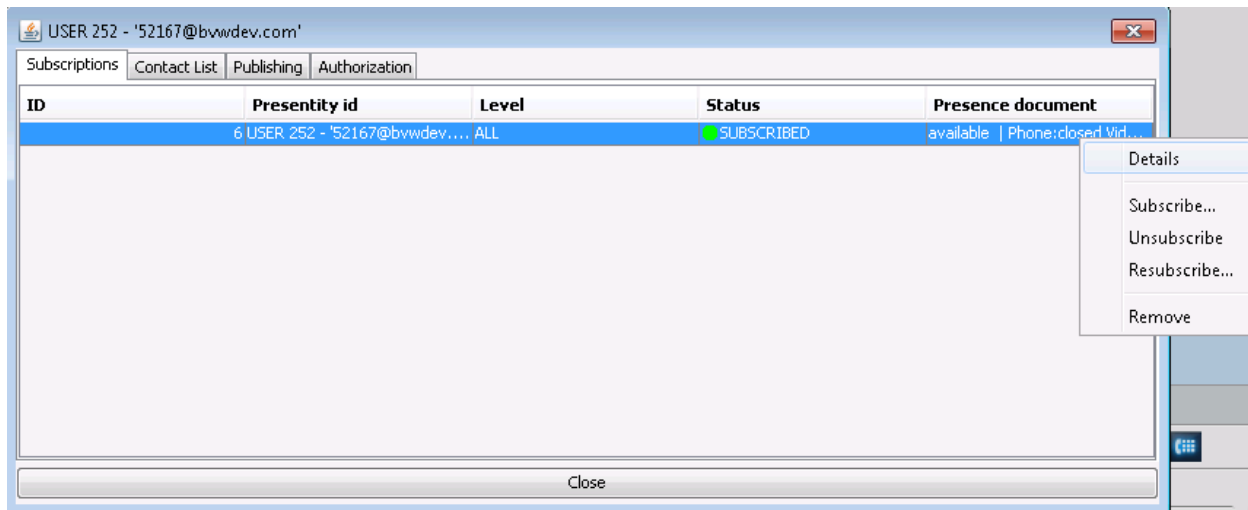 USER 252 - '52167@bvwdev.com'
Subscriptions Contact List Publishing Authorization
ID Presentity id Level Status Presence document
6 USER 252 - '52167@bvwdev.... ALL SUBSCRIBED available | Phone:closed Vid...
Details
Subscribe...
Unsubscribe
Resubscribe...
Remove
Close